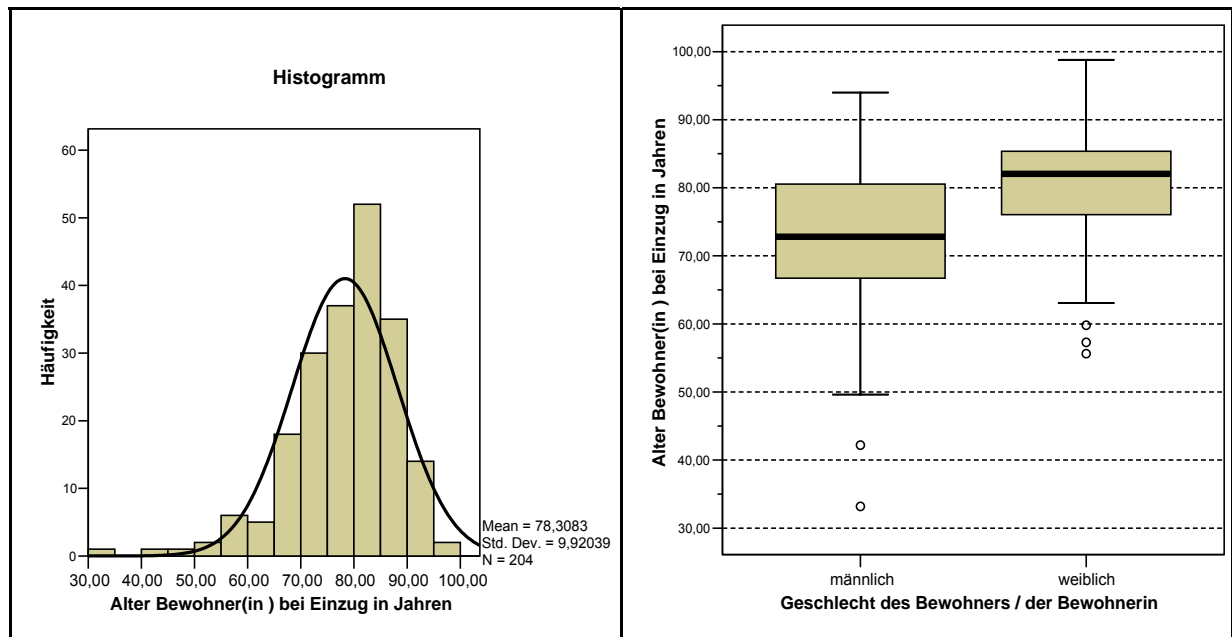 Histogramm
Häufigkeit
60
50
40
30
20
10
0
30,00 40,00 50,00 60,00 70,00 80,00 90,00 100,00
Alter Bewohner(in ) bei Einzug in Jahren
Mean = 78,3083
Std. Dev. = 9,92039
N = 204
Alter Bewohner(in ) bei Einzug in Jahren
100,00
90,00
80,00
70,00
60,00
50,00
40,00
30,00
männlich weiblich
Geschlecht des Bewohners / der Bewohnerin